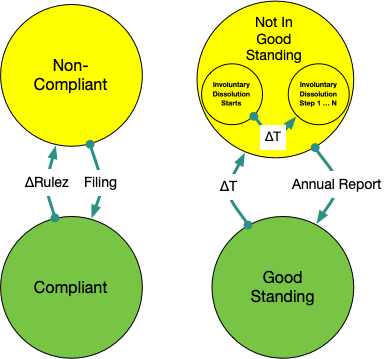 Non-
Compliant
ΔRulez
Filing
Compliant
Not In
Good
Standing
Involuntary
Dissolution
Starts
Involuntary
Dissolution
Step 1 ... N
ΔT
ΔT
Annual Report
Good
Standing